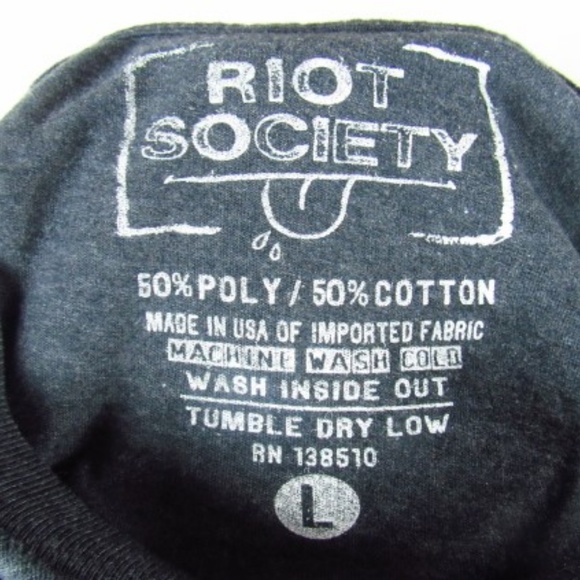 RIOT
SOCIETY
50% POLY / 50% COTTON
MADE IN USA OF IMPORTED FABRIC
MACHINE WASH COLD
WASH INSIDE OUT
TUMBLE DRY LOW
RN 138510
L